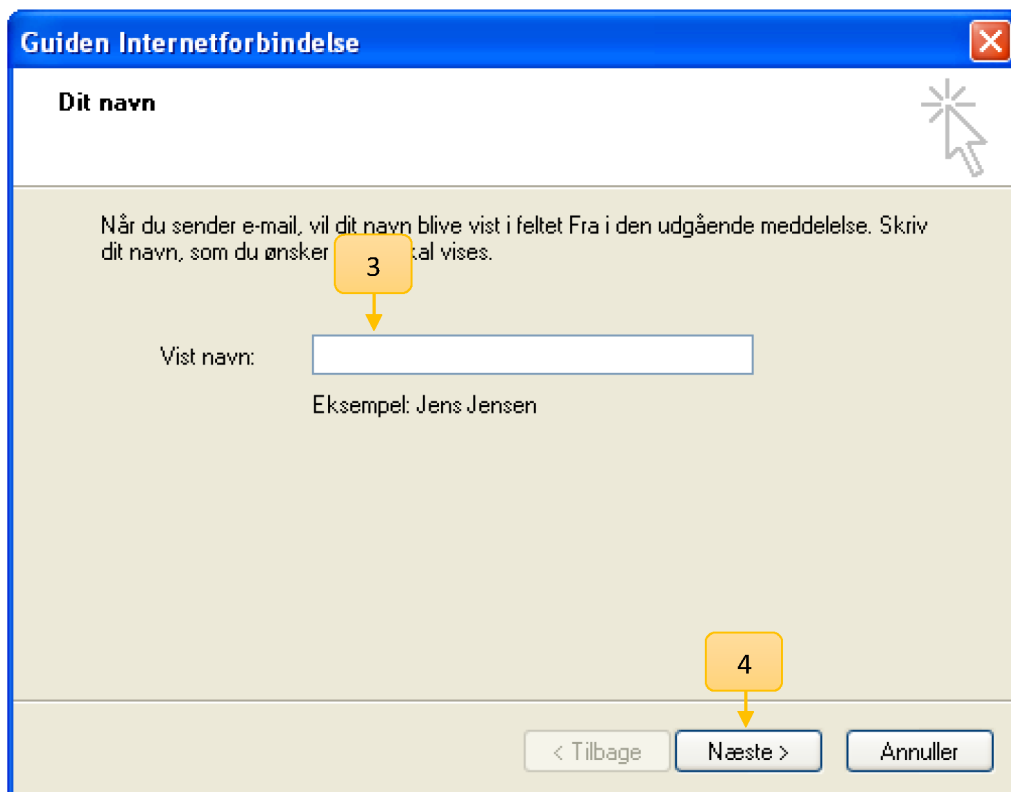 Guiden Internetforbindelse
Dit navn
Når du sender e-mail, vil dit navn blive vist i feltet Fra i den udgående meddelelse. Skriv
dit navn, som du ønsker kal vises.
3
Vist navn:
Eksempel: Jens Jensen
4
< Tilbage Næste > Annuller